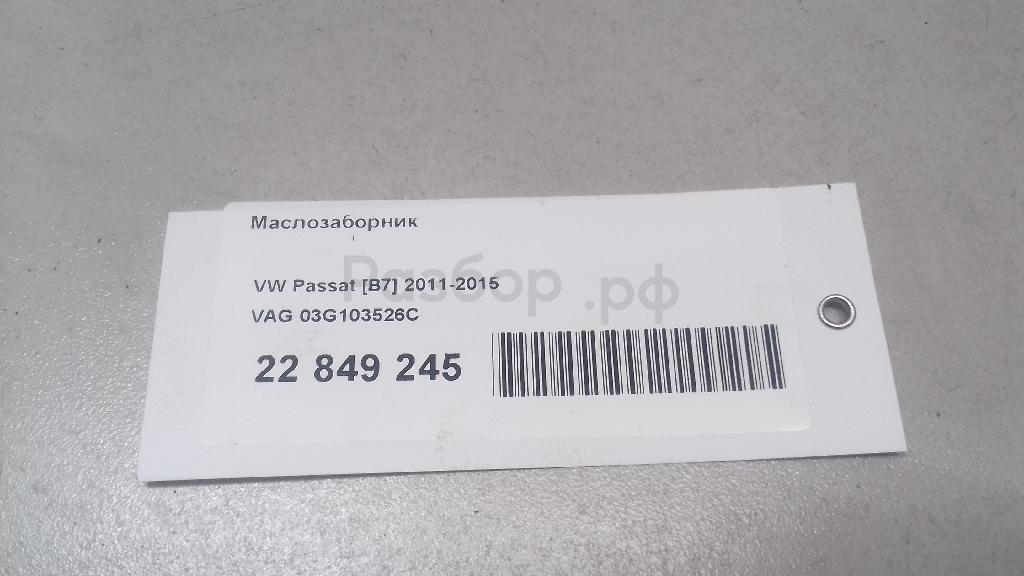 Маслозаборник
Разбор.рф
VW Passat [B7] 2011-2015
VAG 03G103526C
22 849 245